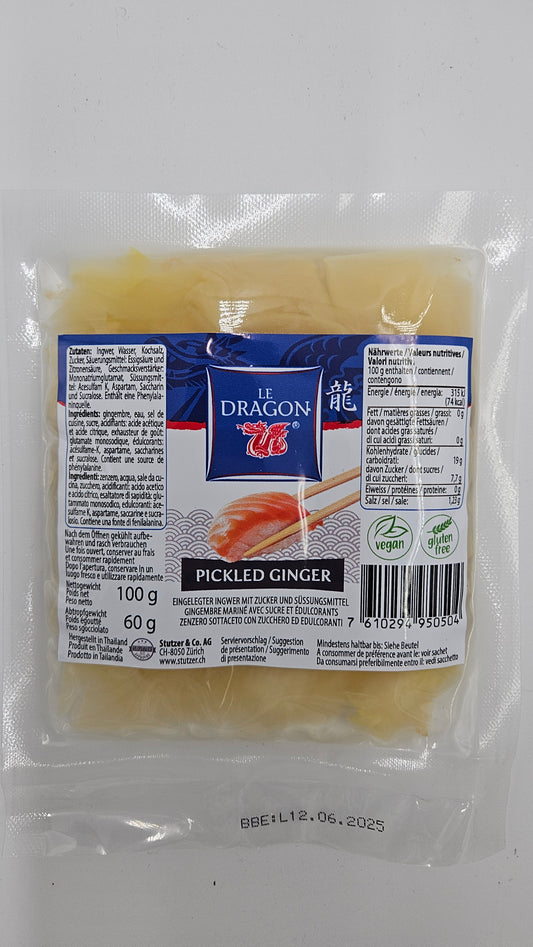 Zutaten: Ingwer, Wasser, Kochsalz,
Zucker, Säuerungsmittel: Essigsäure und
Zitronensäure, Geschmacksverstärker:
Mononatriumglutamat, Süssungsmit-
tel: Acesulfam K, Aspartam, Saccharin
und Sucralose. Enthält eine Phenyla-
ninquelle.
Ingrédients: gingembre, eau, sel de
cuisine, sucre, acidifiants: acide acétique
et acide citrique, exhausteur de goût:
glutamate monosodique, édulcorants:
acésulfame-K, aspartame, saccharines
et sucralose. Contient une source de
phénylalanine.
Ingredienti: zenzero, acqua, sale da cu-
cina, zucchero, acidificanti: acido acetico
e acido citrico, esaltatore di sapidità: glu-
tammato monosodico, edulcoranti: ace-
sulfame K, aspartame, saccarine e sucra-
losio. Contiene una fonte di fenilalanina.
Nach dem Öffnen gekühlt aufbe-
wahren und rasch verbrauchen
Une fois ouvert, conserver au frais
et consommer rapidement
Dopo l'apertura, conservare in un
luogo fresco e utilizzare rapidamente
Nettogewicht
Poids net
Peso netto
100 g
Abtropfgewicht
Poids égoutté
Peso sgocciolato
60 g
Hergestellt in Thailand
Produit en Thaïlande
Prodotto in Tailandia
LE
DRAGON
®
龍
PICKLED GINGER
EINGELEGTER INGWER MIT ZUCKER UND SÜSSUNGSMITTEL
GINGEMBRE MARINÉ AVEC SUCRE ET ÉDULCORANTS
ZENZERO SOTTACETO CON ZUCCHERO ED EDULCORANTI
Stutzer & Co. AG
CH-8050 Zürich
www.stutzer.ch
Serviervorschlag / Suggestion
de présentation / Suggerimento
di presentazione
Nährwerte / Valeurs nutritives /
Valori nutritivi
100 g enthalten / contiennent /
contengono
Energie / énergie / energia: 315 kJ
(74 kcal)
Fett / matières grasses / grassi: 0 g
davon gesättigte Fettsäuren /
dont acides gras saturés /
di cui acidi grassi saturi: 0 g
Kohlenhydrate / glucides /
carboidrati: 19 g
davon Zucker / dont sucres /
di cui zuccheri: 7,7 g
Eiweiss / protéines / proteine: 0 g
Salz / sel / sale: 1,23 g
vegan
gluten
free
7 610294 950504
Mindestens haltbar bis: Siehe Beutel
A consommer de préférence avant le: voir sachet
Da consumarsi preferibilmente entro il: vedi sacchetto
BBE:L12.06.2025